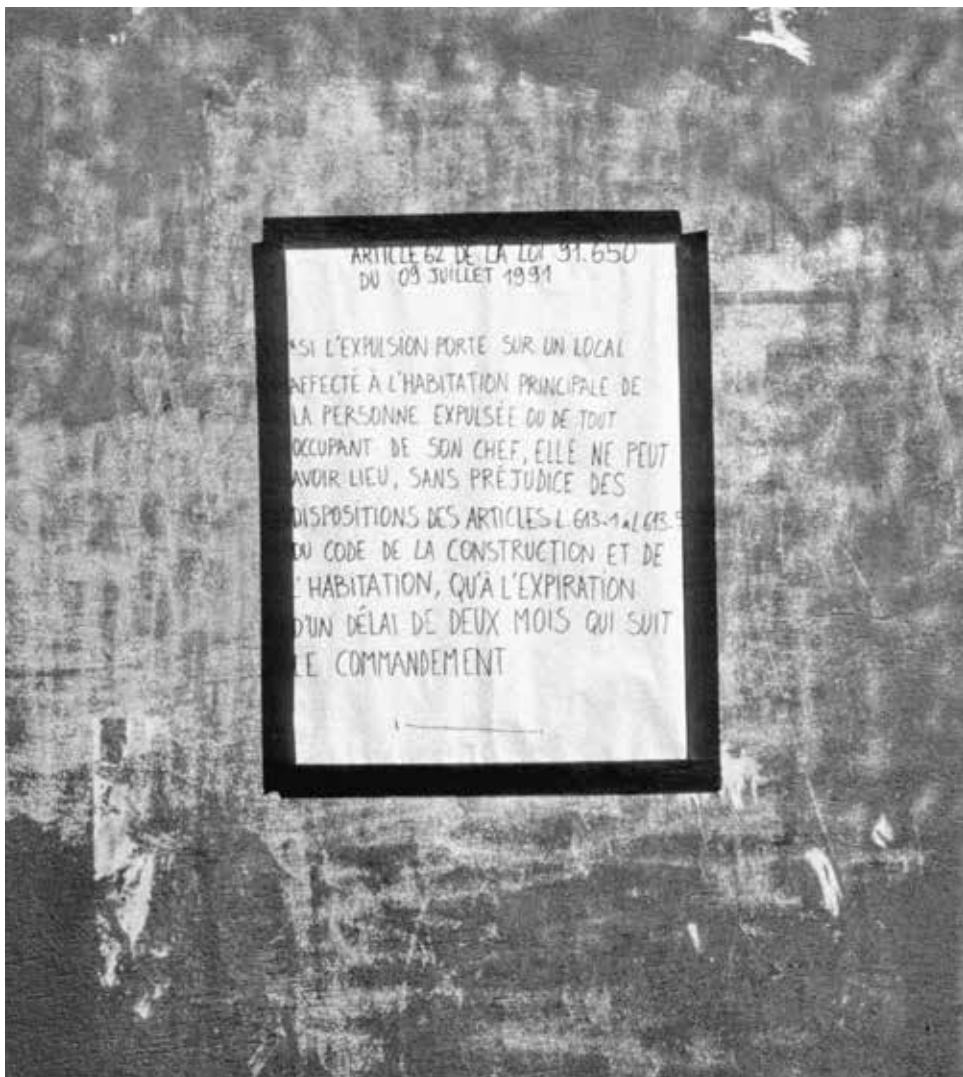 ARTICLE 62 DE LA LOI 91.650
DU 09 JUILLET 1991
"SI L'EXPULSION PORTE SUR UN LOCAL
AFFECTÉ À L'HABITATION PRINCIPALE DE
LA PERSONNE EXPULSÉE OU DE TOUT
OCCUPANT DE SON CHEF, ELLE NE PEUT
AVOIR LIEU, SANS PRÉJUDICE DES
DISPOSITIONS DES ARTICLES L 613-1 à L 613-5
DU CODE DE LA CONSTRUCTION ET DE
L'HABITATION, QU'À L'EXPIRATION
D'UN DÉLAI DE DEUX MOIS QUI SUIT
LE COMMANDEMENT